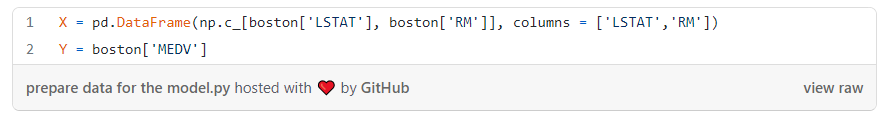 1 X = pd.DataFrame(np.c_[boston['LSTAT'], boston['RM']], columns = ['LSTAT','RM'])
2 Y = boston['MEDV']
prepare data for the model.py hosted with ❤ by GitHub view raw